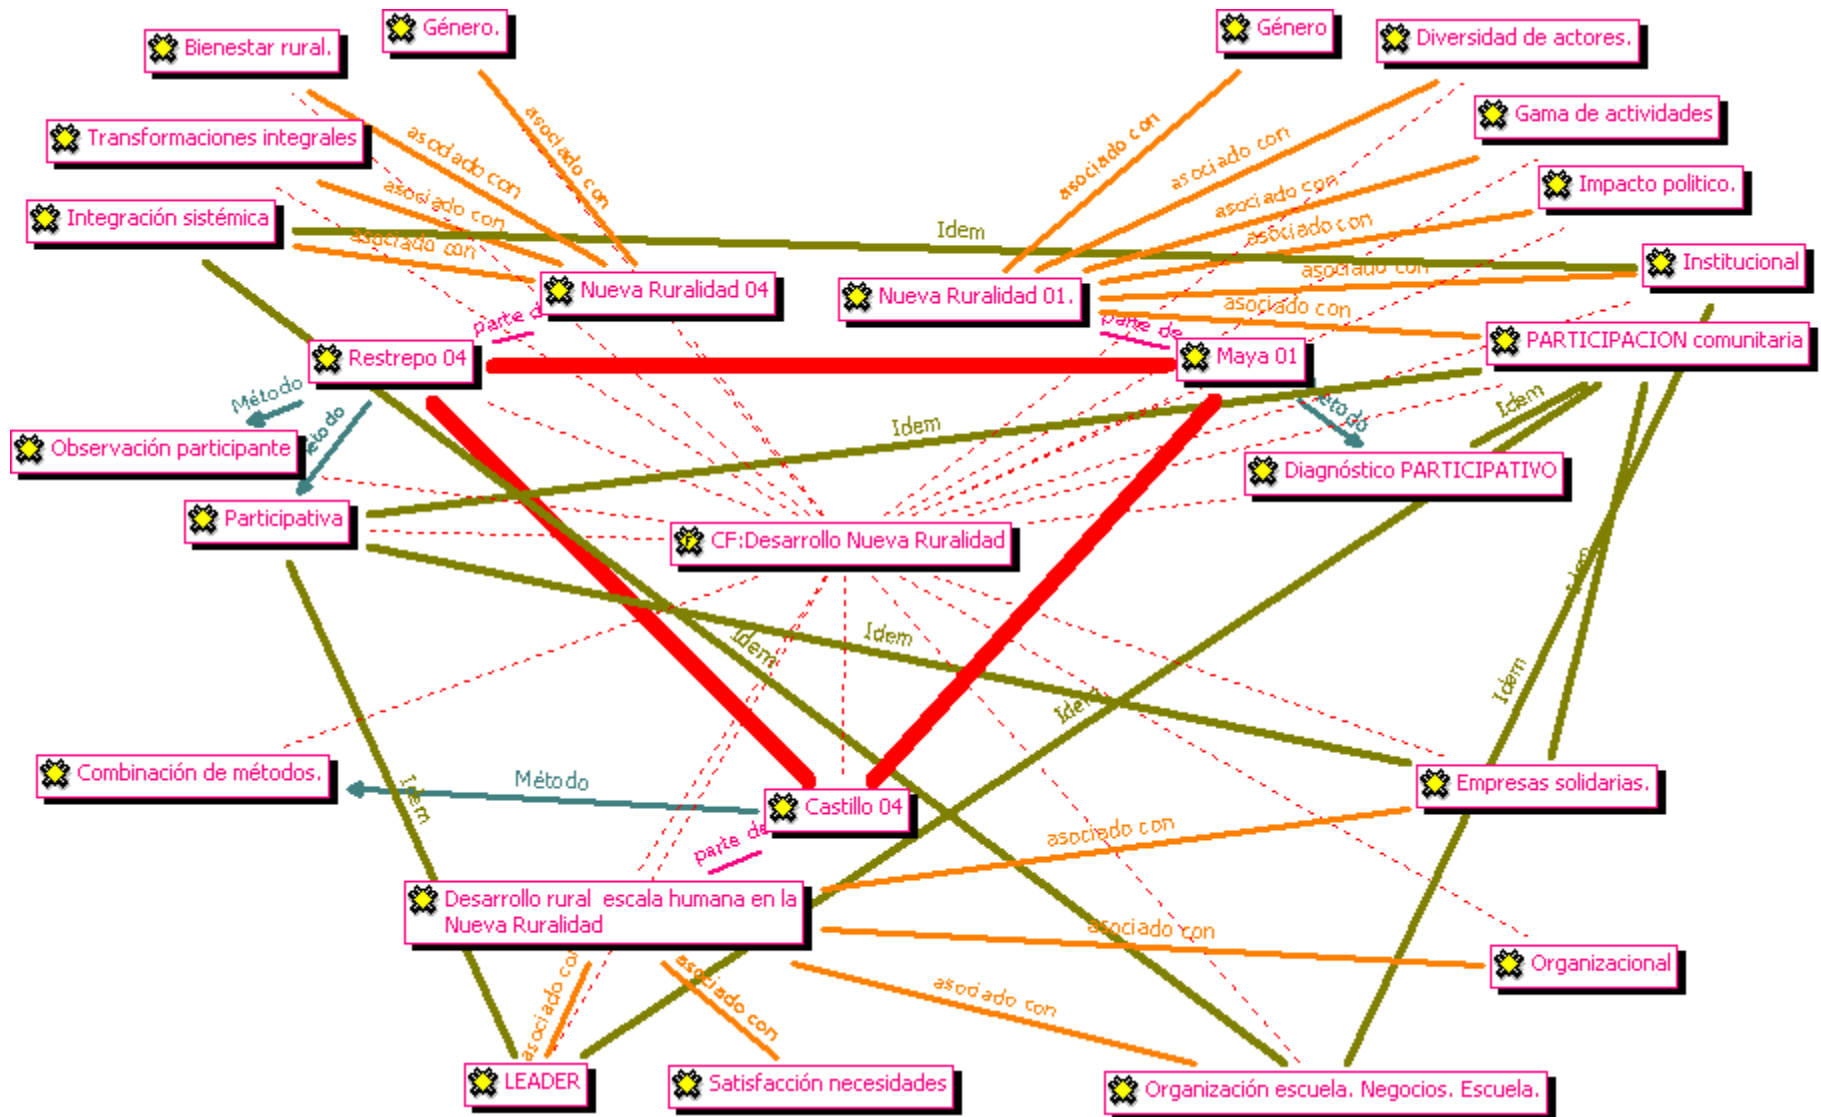 Género.
Género
Bienestar rural.
Diversidad de actores.
asociado con
asociado con
Gama de actividades
Transformaciones integrales
asociado con
asociado con
asociado con
Impacto politico.
asociado con
asociado con
Integración sistémica
Idem
asociado con
asociado con
asociado con
Institucional
asociado con
Nueva Ruralidad 04
Nueva Ruralidad 01.
parte d
parte de
PARTICIPACION comunitaria
Restrepo 04
Maya 01
Método
etodo
etodo
Idem
Idem
Observación participante
Diagnóstico PARTICIPATIVO
Participativa
CF:Desarrollo Nueva Ruralidad
Idem
Idem
Idem
Idem
Idem
Combinación de métodos.
Método
Empresas solidarias.
Idem
Castillo 04
parte de
asociado con
Desarrollo rural escala humana en la
Nueva Ruralidad
asociado con
asociado con
asociado con
asociado con
Organizacional
LEADER
Satisfacción necesidades
Organización escuela. Negocios. Escuela.